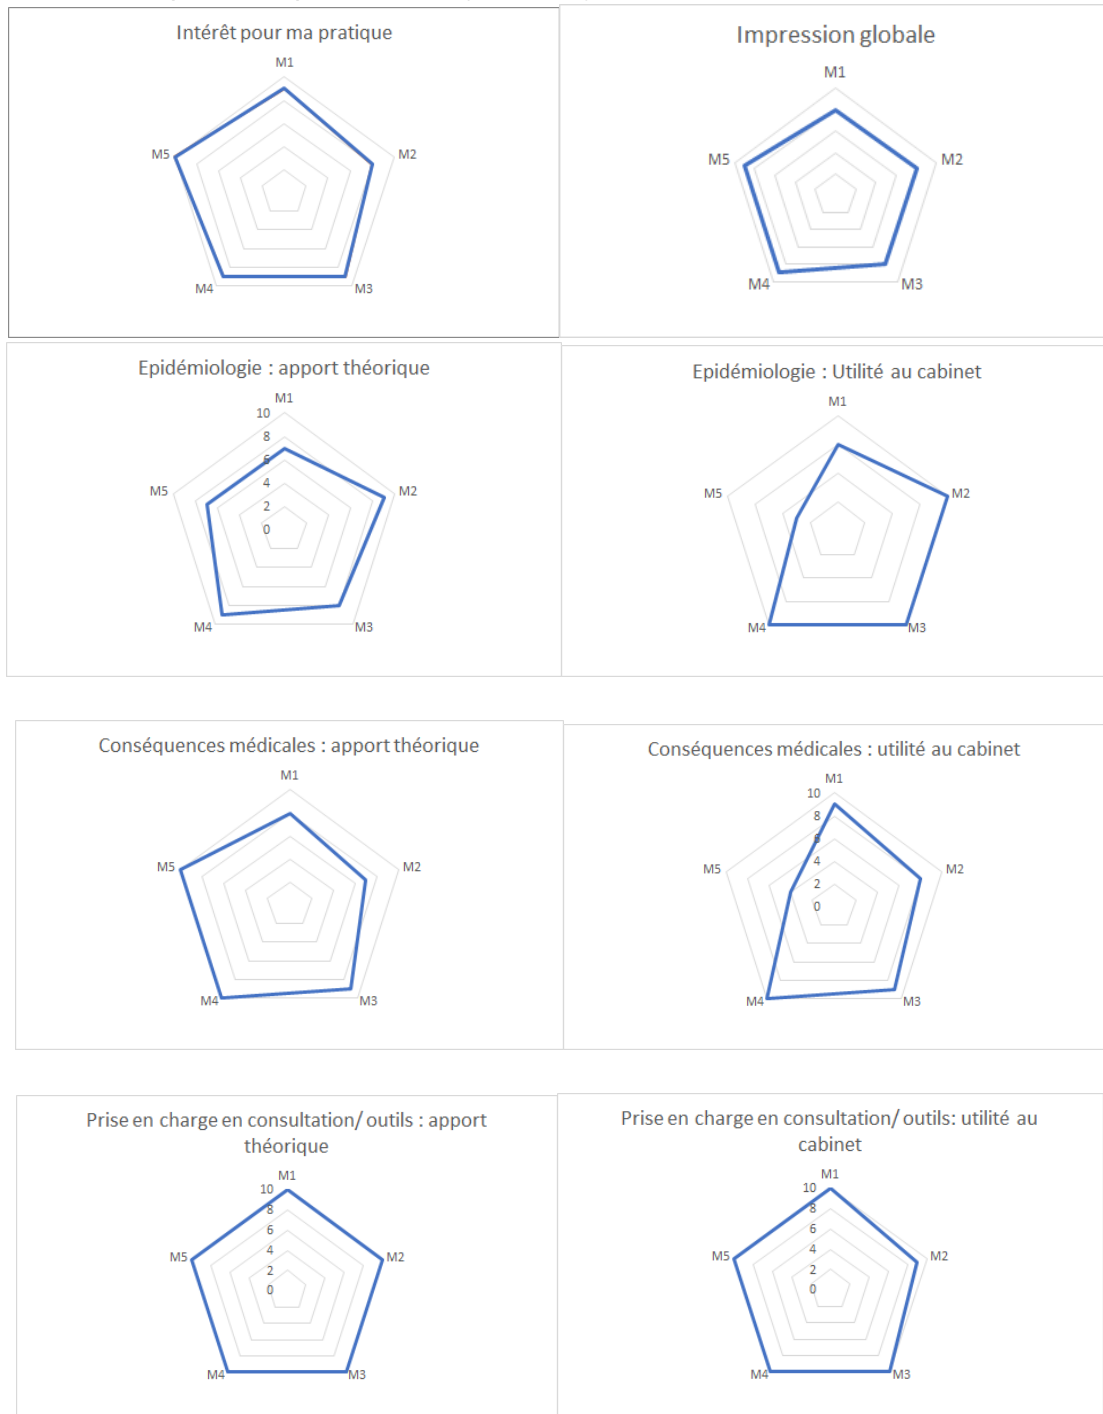 Intérêt pour ma pratique
M1
M5
M2
M4
M3
Impression globale
M1
M5
M2
M4
M3
Epidémiologie : apport théorique
M1
10
8
6
4
2
0
M5
M2
M4
M3
Epidémiologie : Utilité au cabinet
M1
M5
M2
M4
M3
Conséquences médicales : apport théorique
M1
M5
M2
M4
M3
Conséquences médicales : utilité au cabinet
M1
10
8
6
4
2
0
M5
M2
M4
M3
Prise en charge en consultation/ outils : apport
théorique
M1
10
8
6
4
2
0
M5
M2
M4
M3
Prise en charge en consultation/ outils: utilité au
cabinet
M1
10
8
6
4
2
0
M5
M2
M4
M3